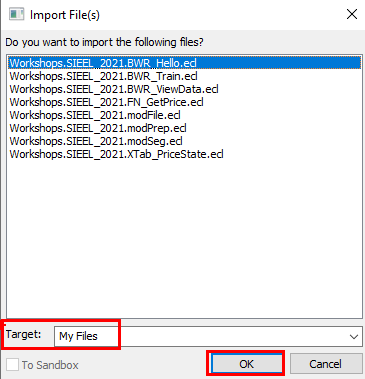 Import File(s)
Do you want to import the following files?
Workshops.SIEEL_2021.BWR_Hello.ecl
Workshops.SIEEL_2021.BWR_Train.ecl
Workshops.SIEEL_2021.BWR_ViewData.ecl
Workshops.SIEEL_2021.FN_GetPrice.ecl
Workshops.SIEEL_2021.modFile.ecl
Workshops.SIEEL_2021.modPrep.ecl
Workshops.SIEEL_2021.modSeg.ecl
Workshops.SIEEL_2021.XTab_PriceState.ecl
Target: My Files
To Sandbox OK Cancel